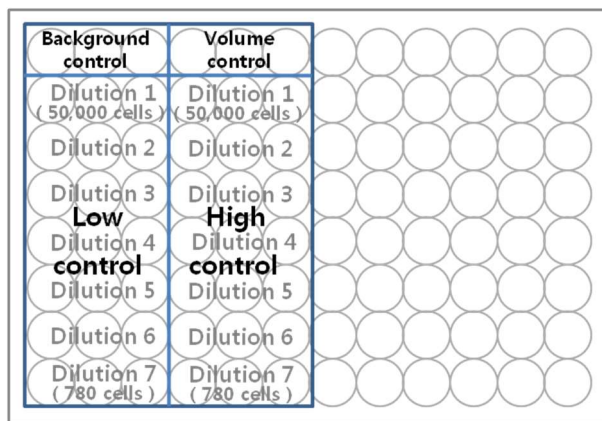 Background
control
Volume
control
Dilution 1
( 50,000 cells )
Dilution 1
( 50,000 cells )
Dilution 2
Dilution 2
Dilution 3
Dilution 3
Low
control
High
control
Dilution 4
Dilution 4
Dilution 5
Dilution 5
Dilution 6
Dilution 6
Dilution 7
( 780 cells )
Dilution 7
( 780 cells )